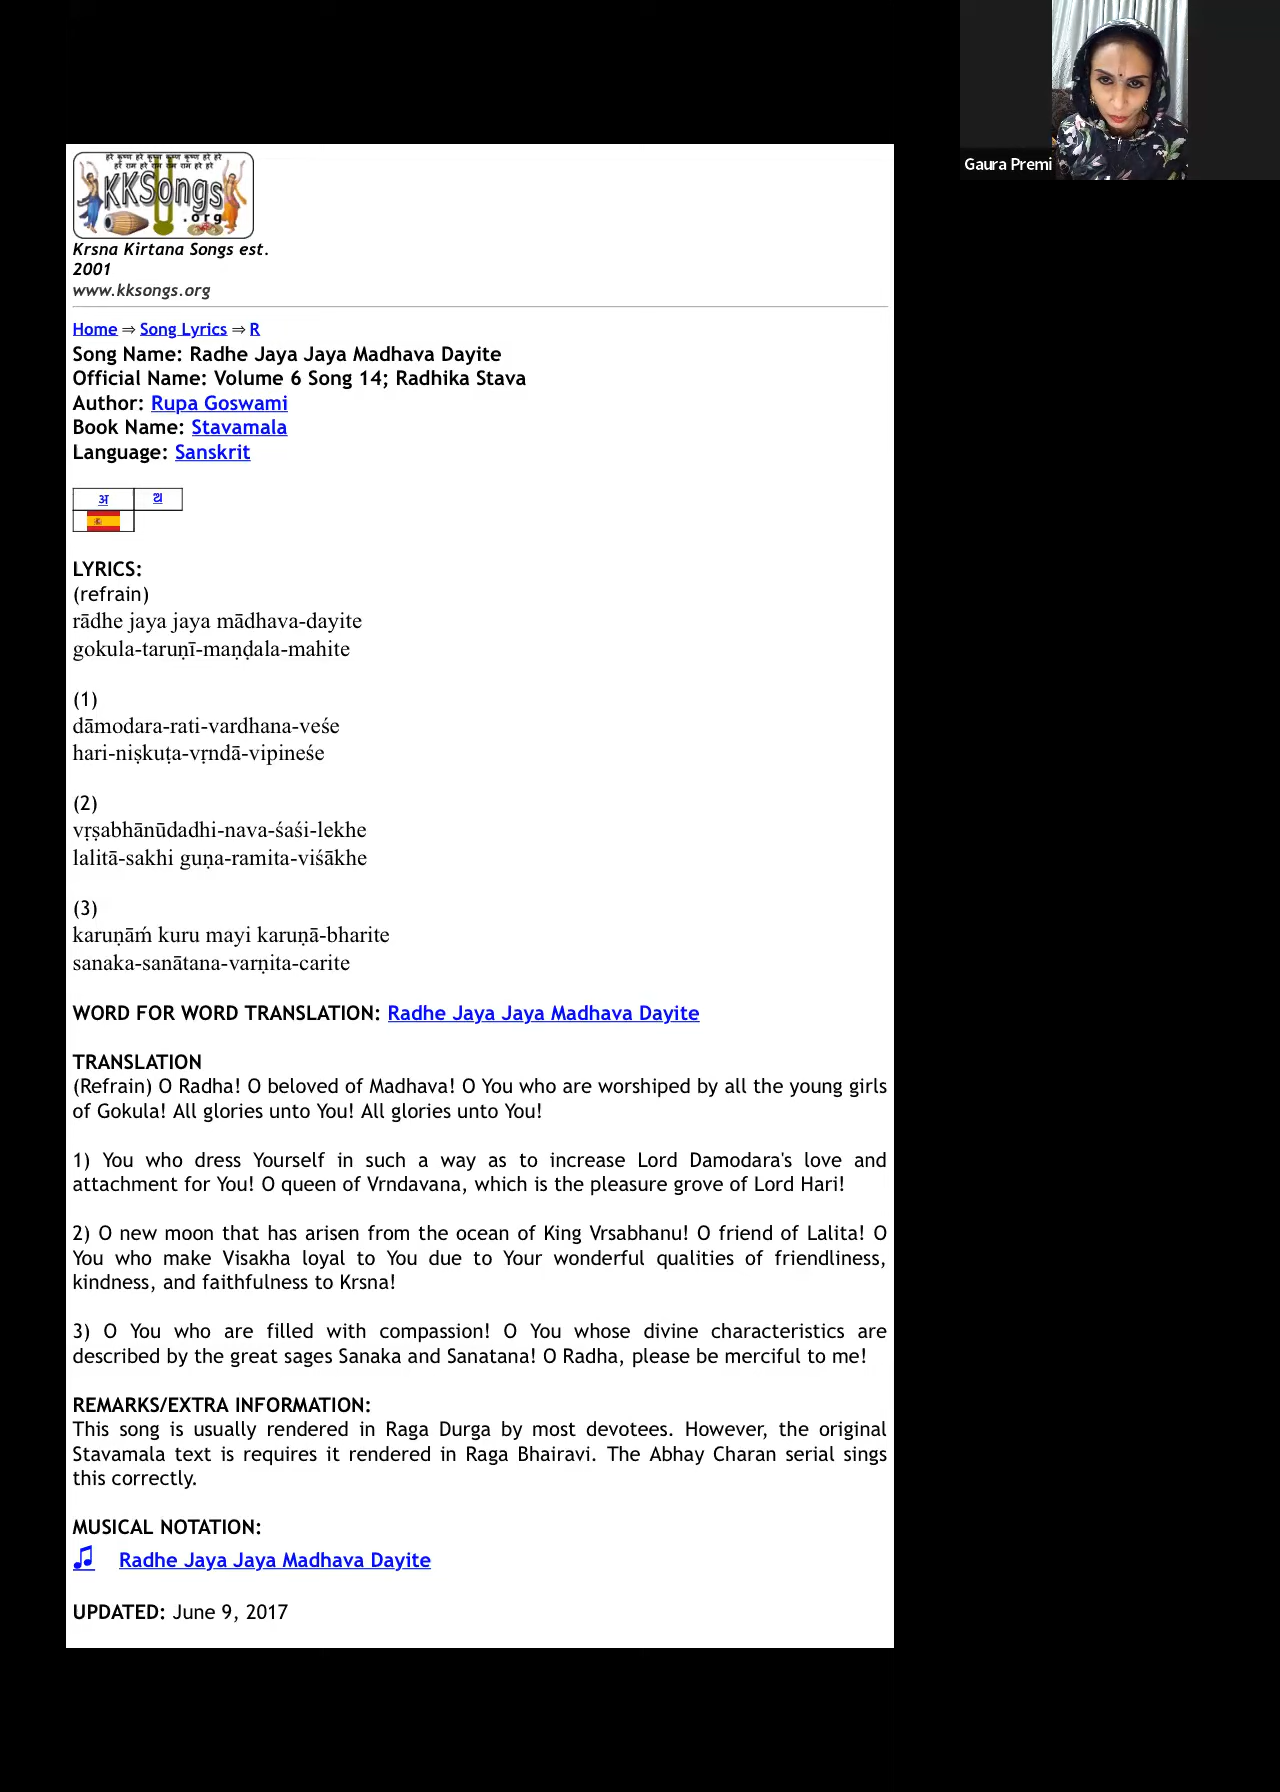 हरे कृष्ण हरे कृष्ण कृष्ण कृष्ण हरे हरे
हरे राम हरे राम राम राम हरे हरे
KKSongs
.org
Krsna Kirtana Songs est.
2001
www.kksongs.org
Home ⇒ Song Lyrics ⇒ R
Song Name: Radhe Jaya Jaya Madhava Dayite
Official Name: Volume 6 Song 14; Radhika Stava
Author: Rupa Goswami
Book Name: Stavamala
Language: Sanskrit
अ
LYRICS:
(refrain)
rādhe jaya jaya mādhava-dayite
gokula-taruṇī-maṇḍala-mahite
(1)
dāmodara-rati-vardhana-veśe
hari-niṣkuṭa-vṛndā-vipineśe
(2)
vṛṣabhānūdadhi-nava-śaśi-lekhe
lalitā-sakhi guṇa-ramita-viśākhe
(3)
karuṇāḿ kuru mayi karuṇā-bharite
sanaka-sanātana-varṇita-carite
WORD FOR WORD TRANSLATION: Radhe Jaya Jaya Madhava Dayite
TRANSLATION
(Refrain) O Radha! O beloved of Madhava! O You who are worshiped by all the young girls
of Gokula! All glories unto You! All glories unto You!
1) You who dress Yourself in such a way as to increase Lord Damodara's love and
attachment for You! O queen of Vrndavana, which is the pleasure grove of Lord Hari!
2) O new moon that has arisen from the ocean of King Vrsabhanu! O friend of Lalita! O
You who make Visakha loyal to You due to Your wonderful qualities of friendliness,
kindness, and faithfulness to Krsna!
3) O You who are filled with compassion! O You whose divine characteristics are
described by the great sages Sanaka and Sanatana! O Radha, please be merciful to me!
REMARKS/EXTRA INFORMATION:
This song is usually rendered in Raga Durga by most devotees. However, the original
Stavamala text is requires it rendered in Raga Bhairavi. The Abhay Charan serial sings
this correctly.
MUSICAL NOTATION:
Radhe Jaya Jaya Madhava Dayite
UPDATED: June 9, 2017
Gaura Premi